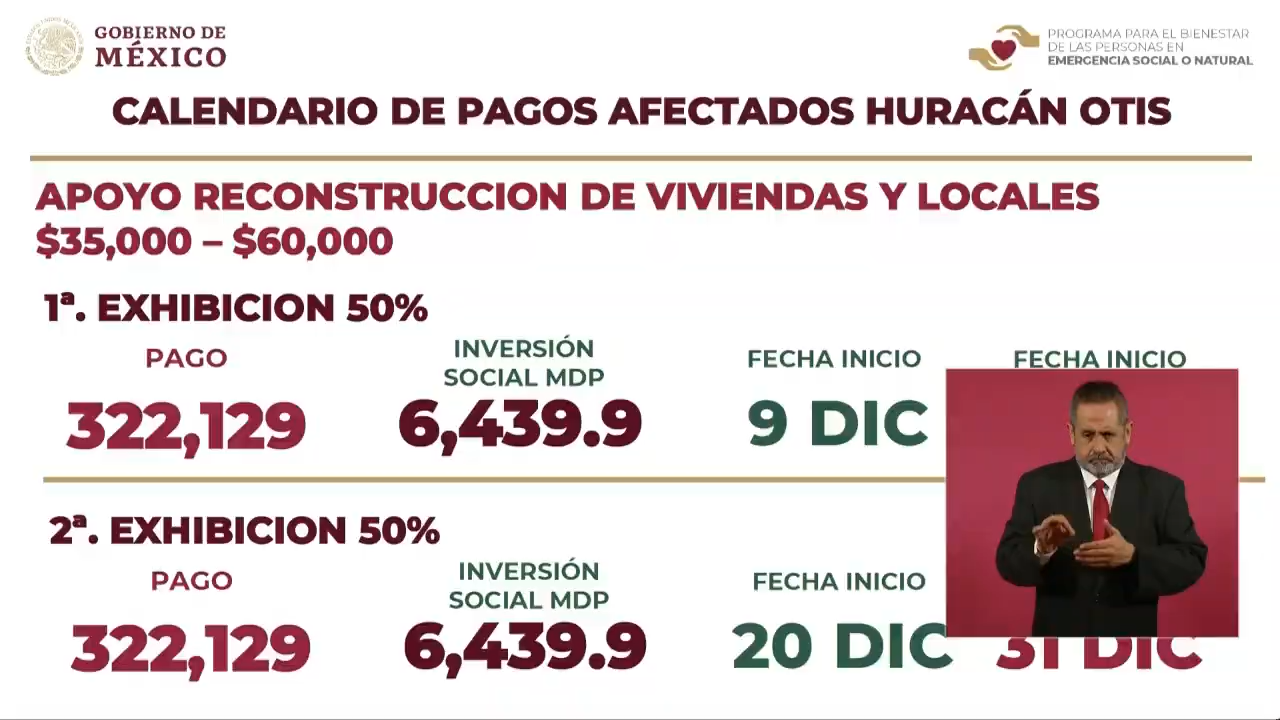 GOBIERNO DE
MÉXICO
PROGRAMA PARA EL BIENESTAR
DE LAS PERSONAS EN
EMERGENCIA SOCIAL O NATURAL
CALENDARIO DE PAGOS AFECTADOS HURACÁN OTIS
APOYO RECONSTRUCCION DE VIVIENDAS Y LOCALES
$35,000 – $60,000
1ª. EXHIBICION 50%
PAGO
INVERSIÓN
SOCIAL MDP
FECHA INICIO
FECHA INICIO
322,129
6,439.9
9 DIC
2ª. EXHIBICION 50%
PAGO
INVERSIÓN
SOCIAL MDP
FECHA INICIO
322,129
6,439.9
20 DIC
31 DIC